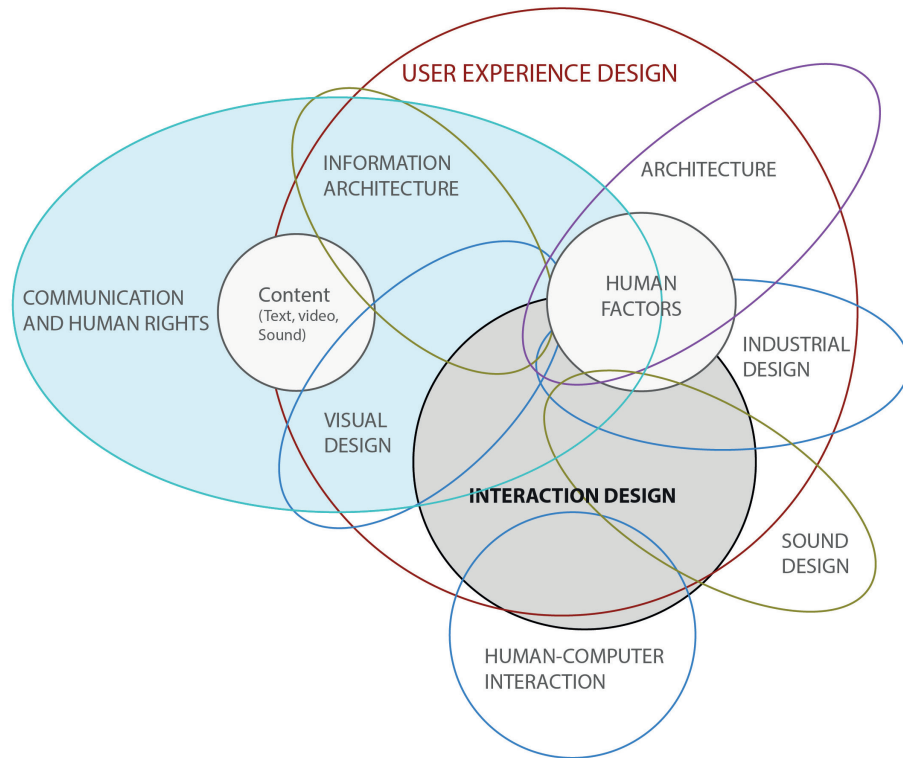 USER EXPERIENCE DESIGN
INFORMATION
ARCHITECTURE
ARCHITECTURE
COMMUNICATION
AND HUMAN RIGHTS
Content
(Text, video,
Sound)
HUMAN
FACTORS
INDUSTRIAL
DESIGN
VISUAL
DESIGN
INTERACTION DESIGN
SOUND
DESIGN
HUMAN-COMPUTER
INTERACTION